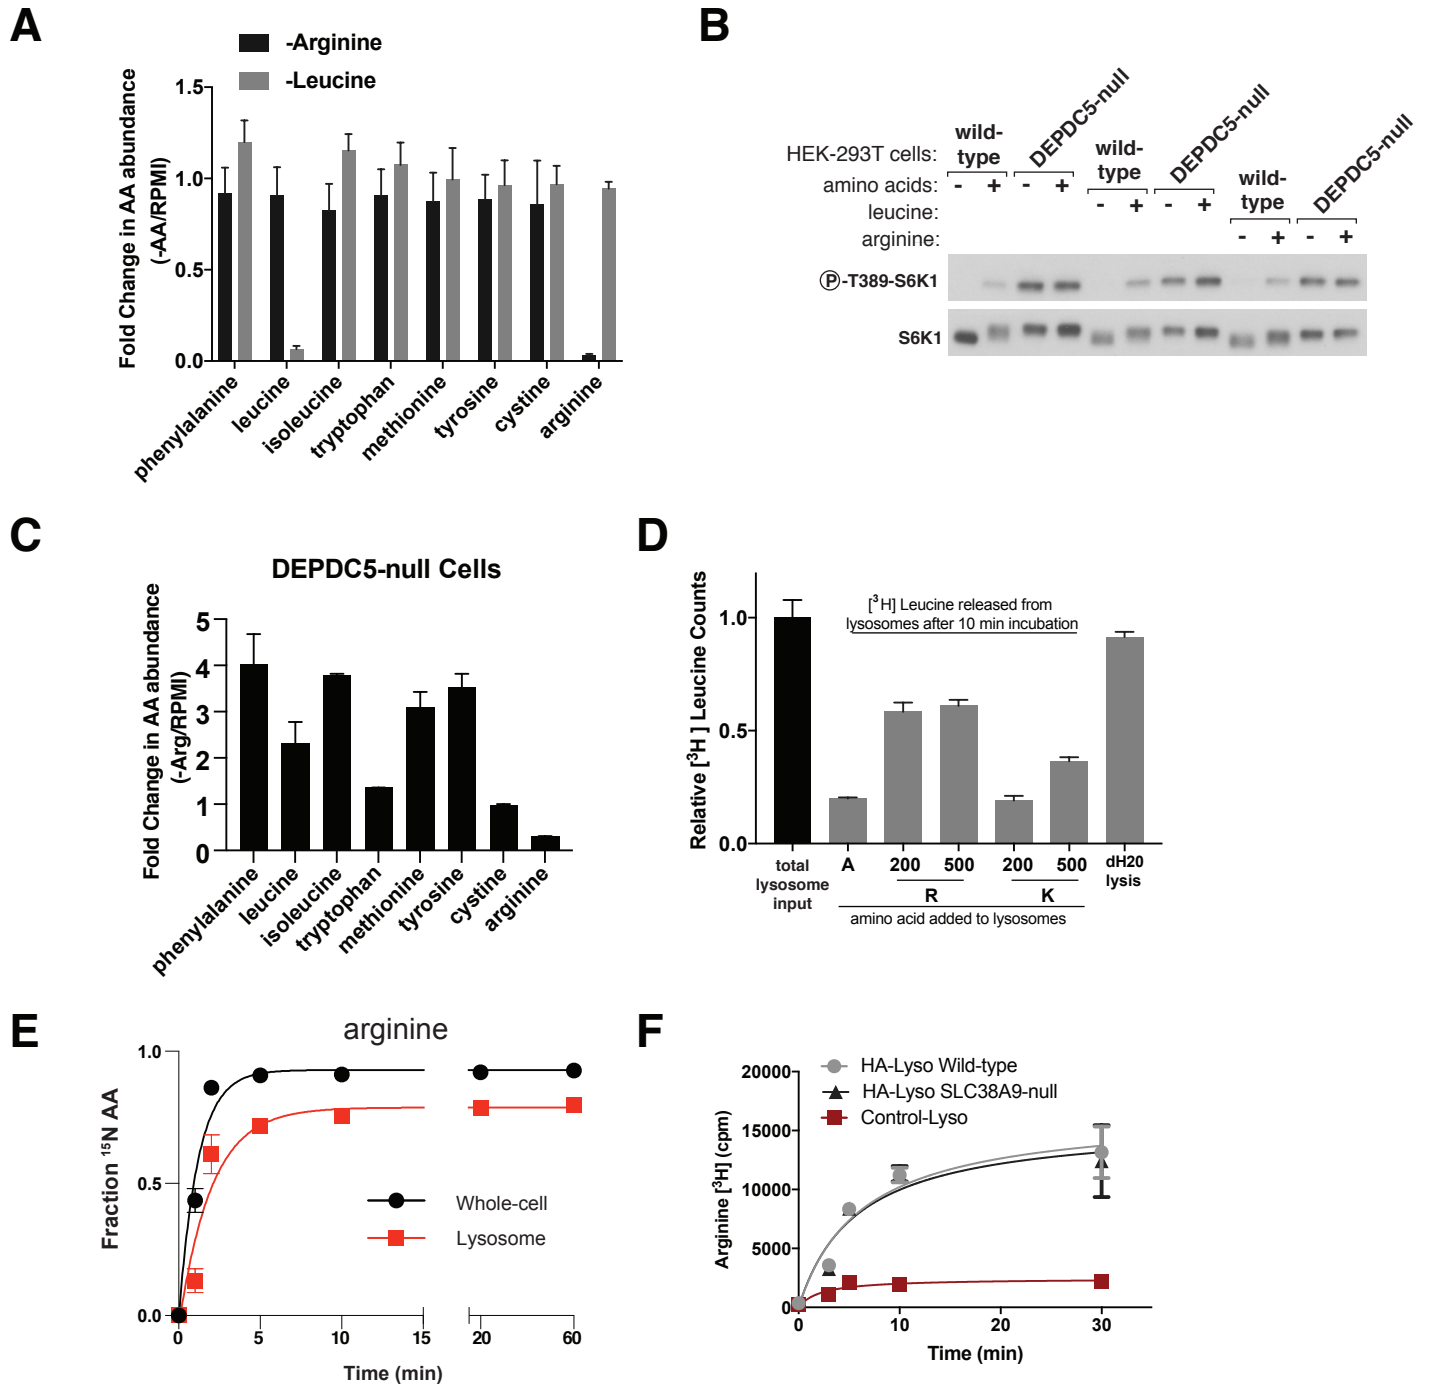 A
-Arginine
-Leucine
Fold Change in AA abundance
(-AA/RPMI)
1.5
1.0
0.5
0.0
phenylalanine
leucine
isoleucine
tryptophan
methionine
tyrosine
cystine
arginine
B
HEK-293T cells:
wild-
type
DEPDC5-null
wild-
type
DEPDC5-null
wild-
type
DEPDC5-null
amino acids: - + - +
leucine: - + - +
arginine: - + - +
P-T389-S6K1
S6K1
C
DEPDC5-null Cells
Fold Change in AA abundance
(-Arg/RPMI)
5
4
3
2
1
0
phenylalanine
leucine
isoleucine
tryptophan
methionine
tyrosine
cystine
arginine
D
Relative [³H ] Leucine Counts
[³H] Leucine released from
lysosomes after 10 min incubation
1.0
0.5
0.0
total
lysosome
input
A
200 500
R
200 500
K
dH20
lysis
amino acid added to lysosomes
E
arginine
Fraction ¹⁵N AA
1.0
0.5
0.0
Whole-cell
Lysosome
0 5 10 15 20 60
Time (min)
F
HA-Lyso Wild-type
HA-Lyso SLC38A9-null
Control-Lyso
Arginine [³H] (cpm)
20000
15000
10000
5000
0
0 10 20 30
Time (min)